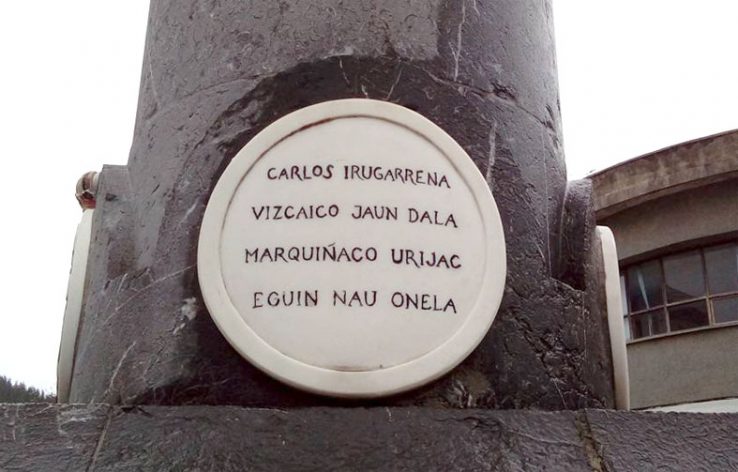 CARLOS IRUGARRENA
VIZCAICO JAUN DALA
MARQUIÑACO URIJAC
EGUIN NAU ONELA